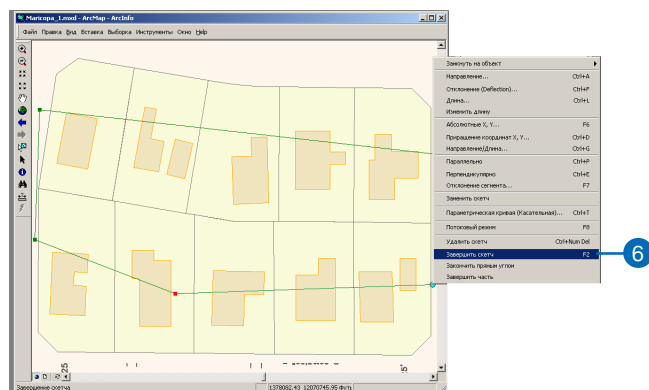 Maricopa_1.mxd - ArcMap - ArcInfo
Файл Правка Вид Вставка Выборка Инструменты Окно Help
Замкнуть на объект
Направление... Ctrl+A
Отклонение (Deflection)... Ctrl+F
Длина... Ctrl+L
Изменить длину
Абсолютные X, Y... F6
Приращение координат X, Y... Ctrl+D
Направление/Длина... Ctrl+G
Параллельно Ctrl+P
Перпендикулярно Ctrl+E
Отклонение сегмента... F7
Заменить скетч
Параметрическая кривая (Касательная)... Ctrl+T
Потоковый режим F8
Удалить скетч Ctrl+Num Del
Завершить скетч F2
Закончить прямым углом
Завершить часть
6
25
Завершение скетча 1378082,43 12070745,95 Футы